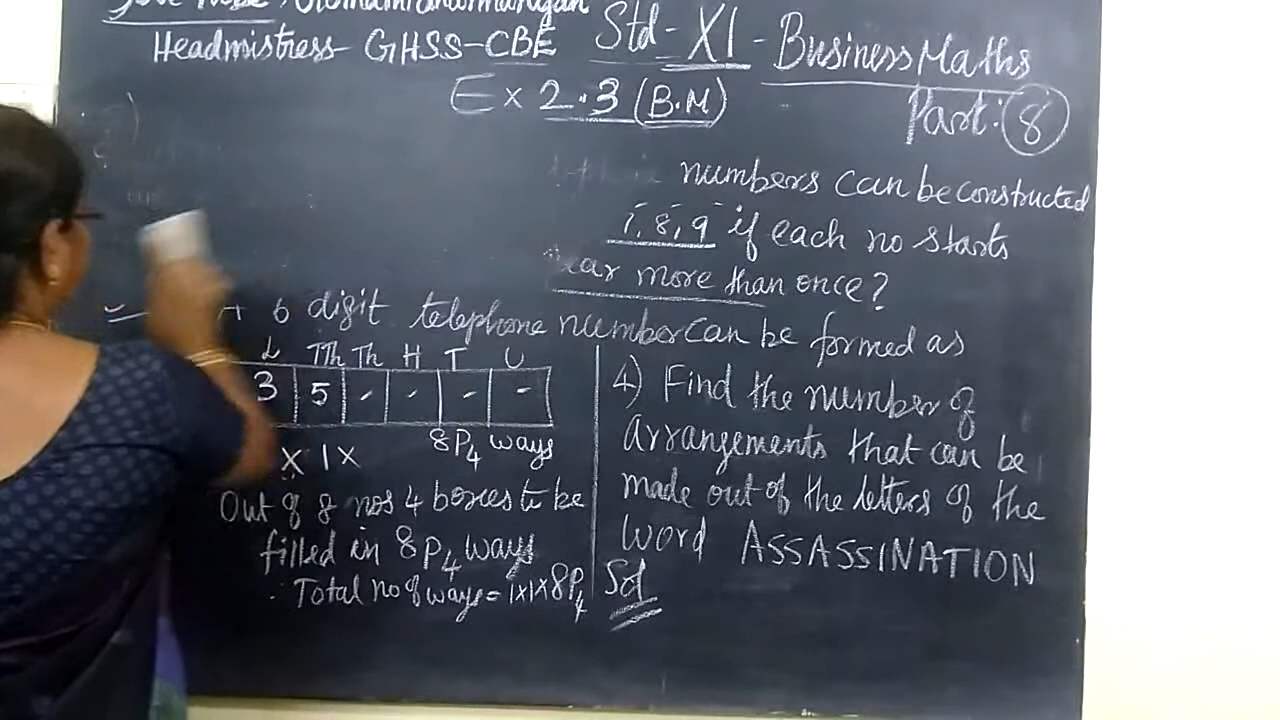 Headmistress GHSS-CBE Std-XI-Business Maths
Ex 2.3 (B.M)
Part: 8
numbers can be constructed
7, 8, 9 if each no starts
more than once?
6 digit telephone number can be formed as
L TTh Th H T U
3 5 - - - -
8P4 ways
x 1 x
Out of 8 nos 4 boxes to be
filled in 8P4 ways
Total no of ways = 1x1x8P4
4) Find the number of
arrangements that can be
made out of the letters of the
word ASSASSINATION
Sol